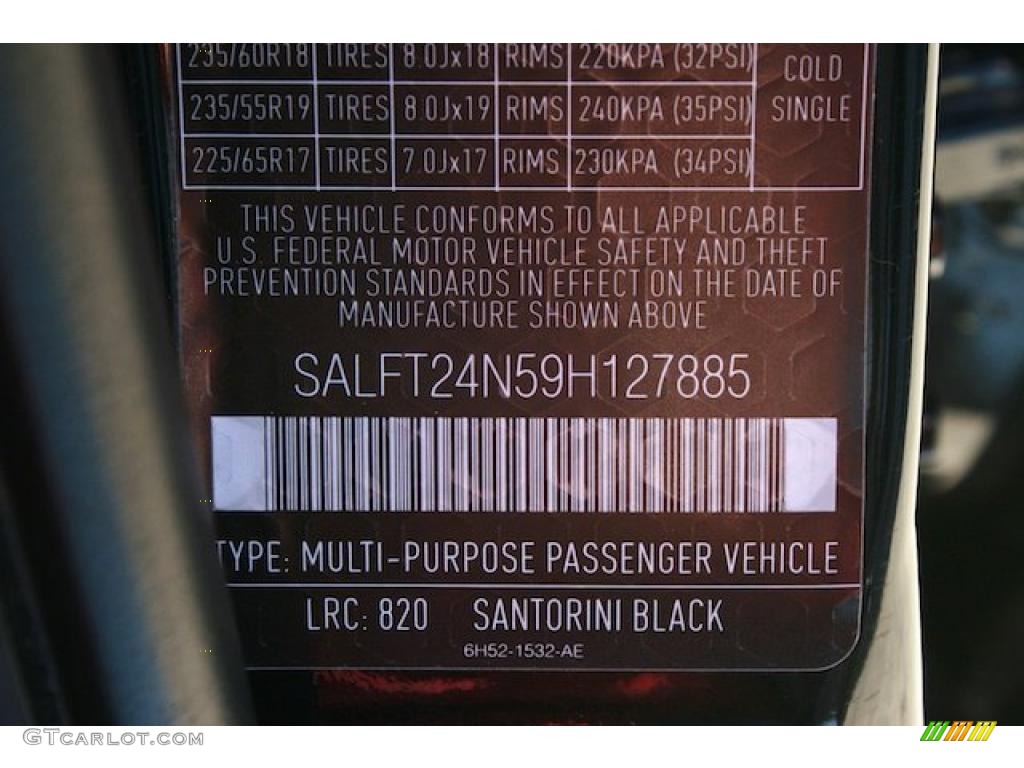 235/60R18 TIRES 8.0Jx18 RIMS 220KPA (32PSI)
COLD
235/55R19 TIRES 8.0Jx19 RIMS 240KPA (35PSI)
SINGLE
225/65R17 TIRES 7.0Jx17 RIMS 230KPA (34PSI)
THIS VEHICLE CONFORMS TO ALL APPLICABLE
U.S. FEDERAL MOTOR VEHICLE SAFETY AND THEFT
PREVENTION STANDARDS IN EFFECT ON THE DATE OF
MANUFACTURE SHOWN ABOVE
SALFT24N59H127885
TYPE: MULTI-PURPOSE PASSENGER VEHICLE
LRC: 820 SANTORINI BLACK
6H52-1532-AE
GTCARLOT.COM